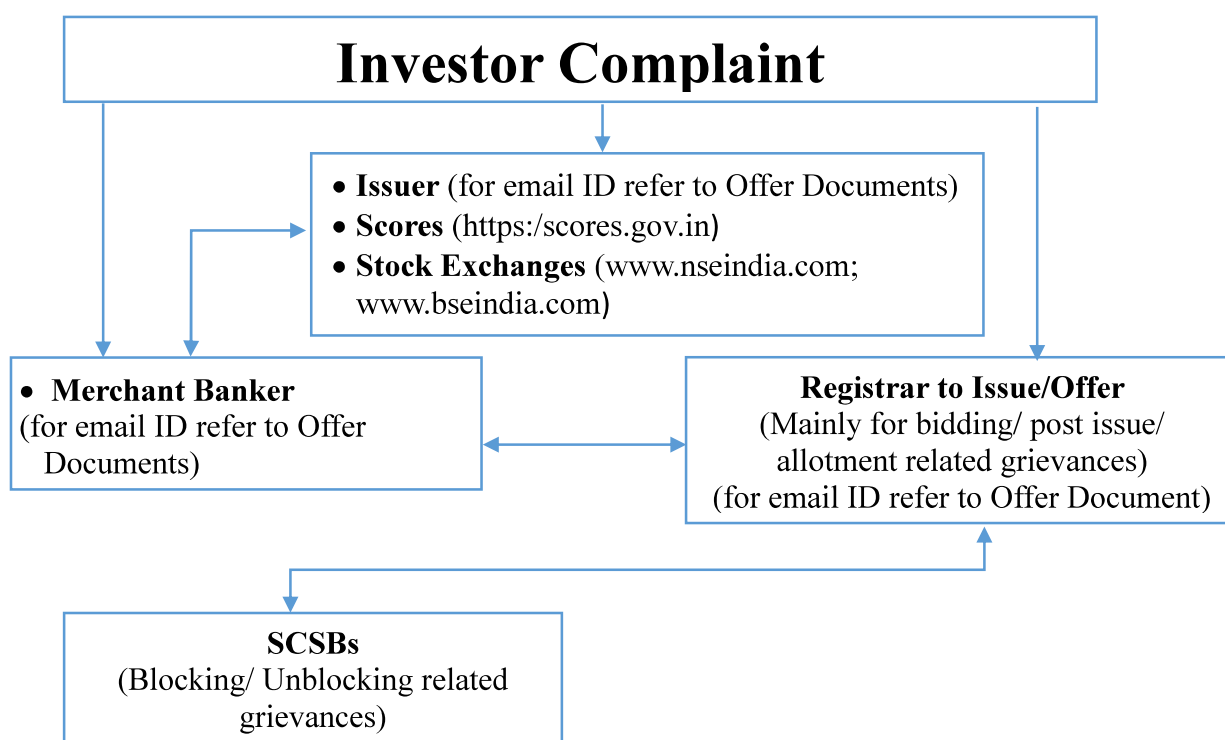 Investor Complaint
• Issuer (for email ID refer to Offer Documents)
• Scores (https:/scores.gov.in)
• Stock Exchanges (www.nseindia.com;
www.bseindia.com)
• Merchant Banker
(for email ID refer to Offer
Documents)
Registrar to Issue/Offer
(Mainly for bidding/ post issue/
allotment related grievances)
(for email ID refer to Offer Document)
SCSBs
(Blocking/ Unblocking related
grievances)